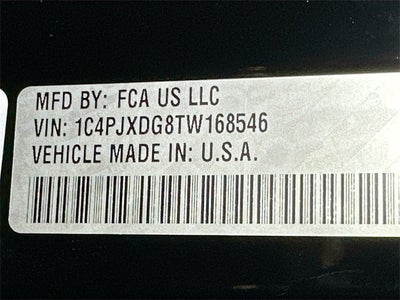 MFD BY: FCA US LLC
VIN: 1C4PJXDG8TW168546
VEHICLE MADE IN: U.S.A.